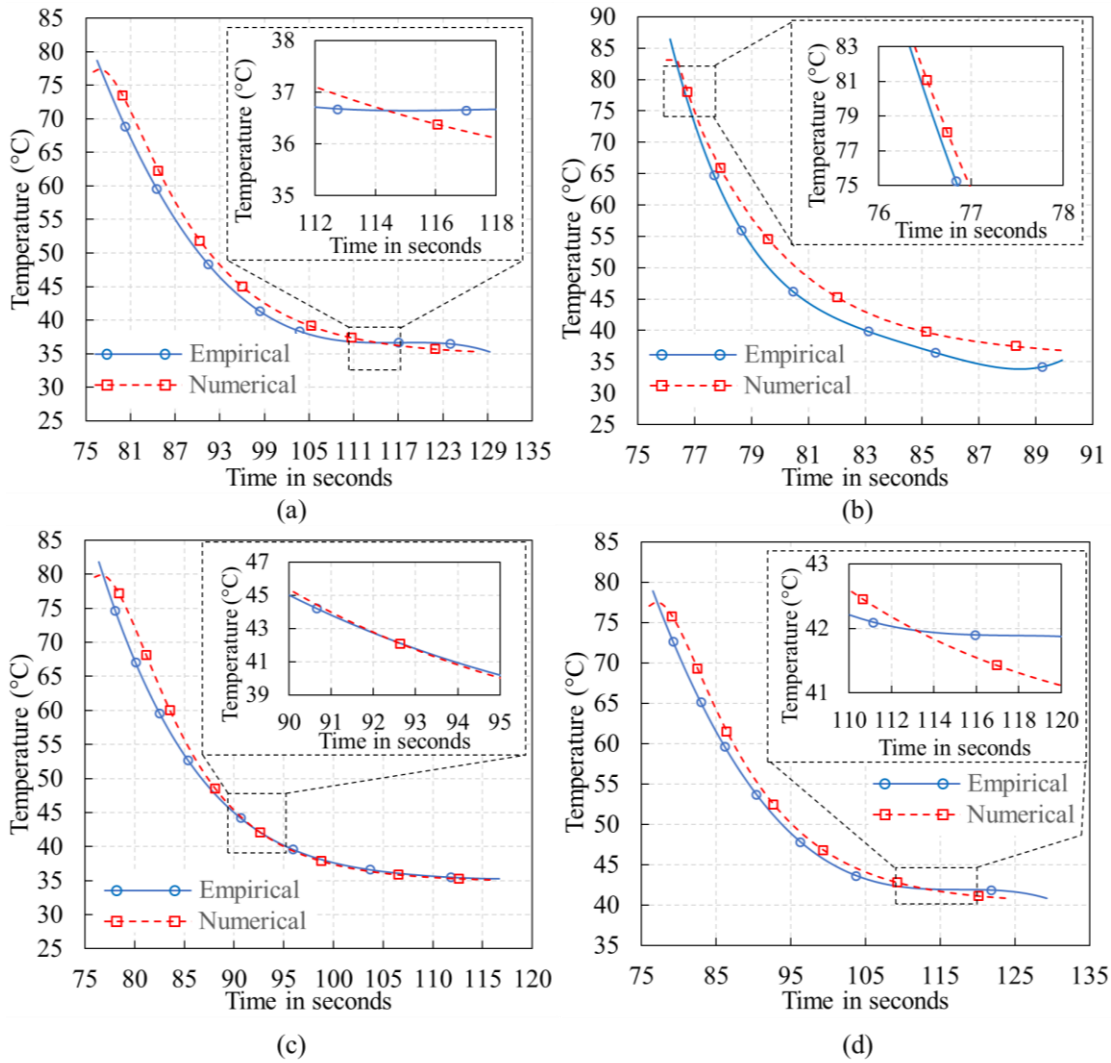 85
80
75
70
65
60
55
50
45
40
35
30
25
Temperature (°C)
38
37
36
35
Temperature (°C)
112 114 116 118
Time in seconds
Empirical
Numerical
75 81 87 93 99 105 111 117 123 129 135
Time in seconds
(a)
90
85
80
75
70
65
60
55
50
45
40
35
30
25
Temperature (°C)
83
81
79
77
75
Temperature (°C)
76 77 78
Time in seconds
Empirical
Numerical
75 77 79 81 83 85 87 89 91
Time in seconds
(b)
85
80
75
70
65
60
55
50
45
40
35
30
25
Temperature (°C)
47
45
43
41
39
Temperature (°C)
90 91 92 93 94 95
Time in seconds
Empirical
Numerical
75 80 85 90 95 100 105 110 115 120
Time in seconds
(c)
85
80
75
70
65
60
55
50
45
40
35
Temperature (°C)
43
42
41
Temperature (°C)
110 112 114 116 118 120
Time in seconds
Empirical
Numerical
75 85 95 105 115 125 135
Time in seconds
(d)